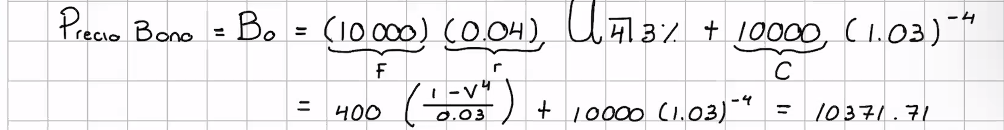 Precio Bono = B₀ = (10 000) (0.04) a 4̅| 3% + 10000 (1.03)⁻⁴
F r C
= 400 ((1 - v⁴)/0.03) + 10000 (1.03)⁻⁴ = 10371.71